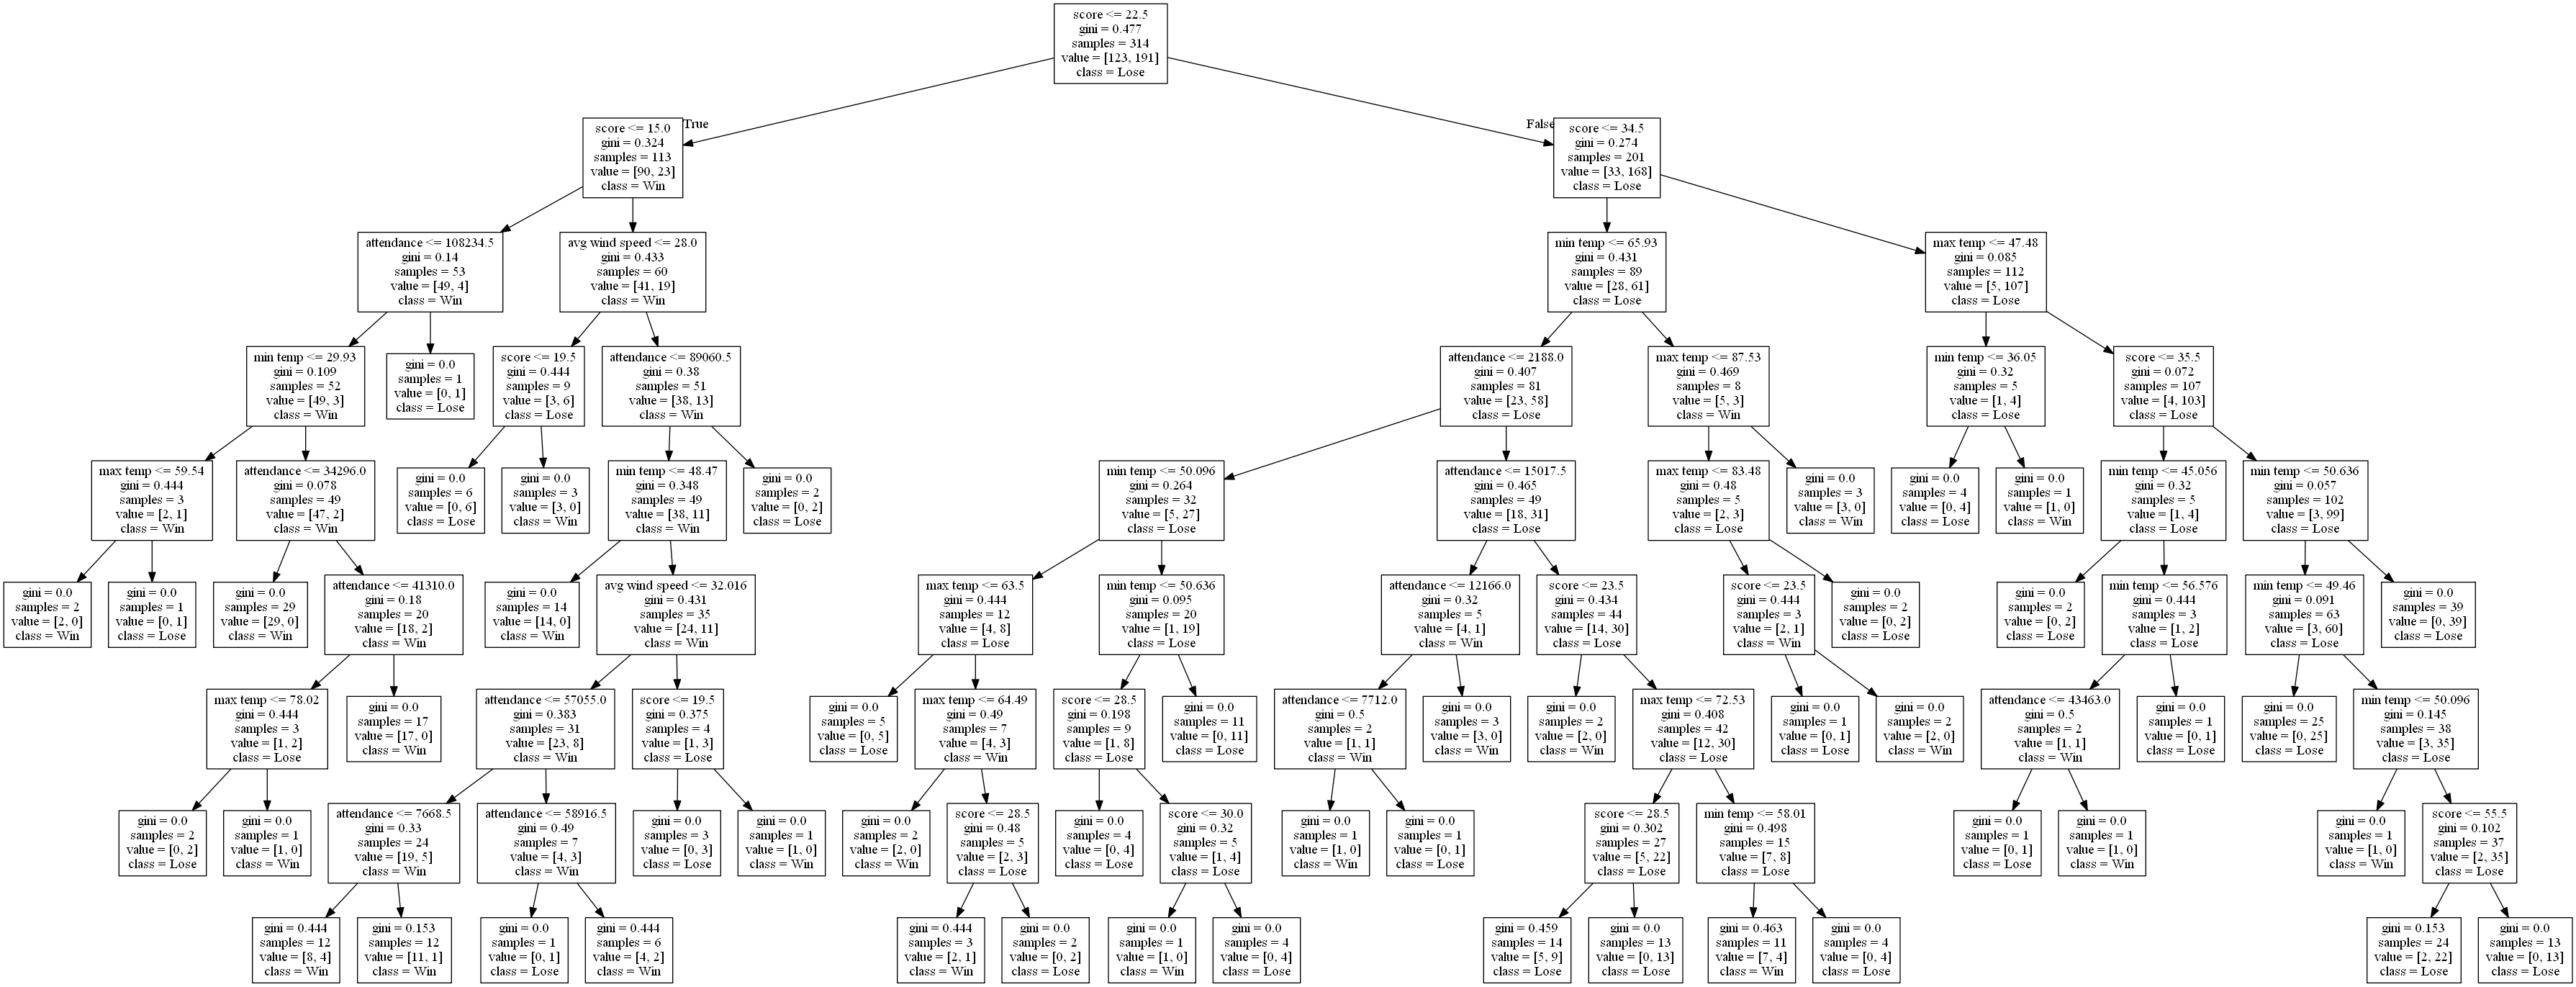 score <= 22.5
gini = 0.477
samples = 314
value = [123, 191]
class = Lose
True
False
score <= 15.0
gini = 0.324
samples = 113
value = [90, 23]
class = Win
score <= 34.5
gini = 0.274
samples = 201
value = [33, 168]
class = Lose
attendance <= 108234.5
gini = 0.14
samples = 53
value = [49, 4]
class = Win
avg wind speed <= 28.0
gini = 0.433
samples = 60
value = [41, 19]
class = Win
min temp <= 65.93
gini = 0.431
samples = 89
value = [28, 61]
class = Lose
max temp <= 47.48
gini = 0.085
samples = 112
value = [5, 107]
class = Lose
min temp <= 29.93
gini = 0.109
samples = 52
value = [49, 3]
class = Win
gini = 0.0
samples = 1
value = [0, 1]
class = Lose
score <= 19.5
gini = 0.444
samples = 9
value = [3, 6]
class = Lose
attendance <= 89060.5
gini = 0.38
samples = 51
value = [38, 13]
class = Win
attendance <= 2188.0
gini = 0.407
samples = 81
value = [23, 58]
class = Lose
max temp <= 87.53
gini = 0.469
samples = 8
value = [5, 3]
class = Win
min temp <= 36.05
gini = 0.32
samples = 5
value = [1, 4]
class = Lose
score <= 35.5
gini = 0.072
samples = 107
value = [4, 103]
class = Lose
max temp <= 59.54
gini = 0.444
samples = 3
value = [2, 1]
class = Win
attendance <= 34296.0
gini = 0.078
samples = 49
value = [47, 2]
class = Win
gini = 0.0
samples = 6
value = [0, 6]
class = Lose
gini = 0.0
samples = 3
value = [3, 0]
class = Win
min temp <= 48.47
gini = 0.348
samples = 49
value = [38, 11]
class = Win
gini = 0.0
samples = 2
value = [0, 2]
class = Lose
min temp <= 50.096
gini = 0.264
samples = 32
value = [5, 27]
class = Lose
attendance <= 15017.5
gini = 0.465
samples = 49
value = [18, 31]
class = Lose
max temp <= 83.48
gini = 0.48
samples = 5
value = [2, 3]
class = Lose
gini = 0.0
samples = 3
value = [3, 0]
class = Win
gini = 0.0
samples = 4
value = [0, 4]
class = Lose
gini = 0.0
samples = 1
value = [1, 0]
class = Win
min temp <= 45.056
gini = 0.32
samples = 5
value = [1, 4]
class = Lose
min temp <= 50.636
gini = 0.057
samples = 102
value = [3, 99]
class = Lose
gini = 0.0
samples = 2
value = [2, 0]
class = Win
gini = 0.0
samples = 1
value = [0, 1]
class = Lose
gini = 0.0
samples = 29
value = [29, 0]
class = Win
attendance <= 41310.0
gini = 0.18
samples = 20
value = [18, 2]
class = Win
gini = 0.0
samples = 14
value = [14, 0]
class = Win
avg wind speed <= 32.016
gini = 0.431
samples = 35
value = [24, 11]
class = Win
max temp <= 63.5
gini = 0.444
samples = 12
value = [4, 8]
class = Lose
min temp <= 50.636
gini = 0.095
samples = 20
value = [1, 19]
class = Lose
attendance <= 12166.0
gini = 0.32
samples = 5
value = [4, 1]
class = Win
score <= 23.5
gini = 0.434
samples = 44
value = [14, 30]
class = Lose
score <= 23.5
gini = 0.444
samples = 3
value = [2, 1]
class = Win
gini = 0.0
samples = 2
value = [0, 2]
class = Lose
gini = 0.0
samples = 2
value = [0, 2]
class = Lose
min temp <= 56.576
gini = 0.444
samples = 3
value = [1, 2]
class = Lose
min temp <= 49.46
gini = 0.091
samples = 63
value = [3, 60]
class = Lose
gini = 0.0
samples = 39
value = [0, 39]
class = Lose
max temp <= 78.02
gini = 0.444
samples = 3
value = [1, 2]
class = Lose
gini = 0.0
samples = 17
value = [17, 0]
class = Win
attendance <= 57055.0
gini = 0.383
samples = 31
value = [23, 8]
class = Win
score <= 19.5
gini = 0.375
samples = 4
value = [1, 3]
class = Lose
gini = 0.0
samples = 5
value = [0, 5]
class = Lose
max temp <= 64.49
gini = 0.49
samples = 7
value = [4, 3]
class = Win
score <= 28.5
gini = 0.198
samples = 9
value = [1, 8]
class = Lose
gini = 0.0
samples = 11
value = [0, 11]
class = Lose
attendance <= 7712.0
gini = 0.5
samples = 2
value = [1, 1]
class = Win
gini = 0.0
samples = 3
value = [3, 0]
class = Win
gini = 0.0
samples = 2
value = [2, 0]
class = Win
max temp <= 72.53
gini = 0.408
samples = 42
value = [12, 30]
class = Lose
gini = 0.0
samples = 1
value = [0, 1]
class = Lose
gini = 0.0
samples = 2
value = [2, 0]
class = Win
attendance <= 43463.0
gini = 0.5
samples = 2
value = [1, 1]
class = Win
gini = 0.0
samples = 1
value = [0, 1]
class = Lose
gini = 0.0
samples = 25
value = [0, 25]
class = Lose
min temp <= 50.096
gini = 0.145
samples = 38
value = [3, 35]
class = Lose
gini = 0.0
samples = 2
value = [0, 2]
class = Lose
gini = 0.0
samples = 1
value = [1, 0]
class = Win
attendance <= 7668.5
gini = 0.33
samples = 24
value = [19, 5]
class = Win
attendance <= 58916.5
gini = 0.49
samples = 7
value = [4, 3]
class = Win
gini = 0.0
samples = 3
value = [0, 3]
class = Lose
gini = 0.0
samples = 1
value = [1, 0]
class = Win
gini = 0.0
samples = 2
value = [2, 0]
class = Win
score <= 28.5
gini = 0.48
samples = 5
value = [2, 3]
class = Lose
gini = 0.0
samples = 4
value = [0, 4]
class = Lose
score <= 30.0
gini = 0.32
samples = 5
value = [1, 4]
class = Lose
gini = 0.0
samples = 1
value = [1, 0]
class = Win
gini = 0.0
samples = 1
value = [0, 1]
class = Lose
score <= 28.5
gini = 0.302
samples = 27
value = [5, 22]
class = Lose
min temp <= 58.01
gini = 0.498
samples = 15
value = [7, 8]
class = Lose
gini = 0.0
samples = 1
value = [0, 1]
class = Lose
gini = 0.0
samples = 1
value = [1, 0]
class = Win
gini = 0.0
samples = 1
value = [1, 0]
class = Win
score <= 55.5
gini = 0.102
samples = 37
value = [2, 35]
class = Lose
gini = 0.444
samples = 12
value = [8, 4]
class = Win
gini = 0.153
samples = 12
value = [11, 1]
class = Win
gini = 0.0
samples = 1
value = [0, 1]
class = Lose
gini = 0.444
samples = 6
value = [4, 2]
class = Win
gini = 0.444
samples = 3
value = [2, 1]
class = Win
gini = 0.0
samples = 2
value = [0, 2]
class = Lose
gini = 0.0
samples = 1
value = [1, 0]
class = Win
gini = 0.0
samples = 4
value = [0, 4]
class = Lose
gini = 0.459
samples = 14
value = [5, 9]
class = Lose
gini = 0.0
samples = 13
value = [0, 13]
class = Lose
gini = 0.463
samples = 11
value = [7, 4]
class = Win
gini = 0.0
samples = 4
value = [0, 4]
class = Lose
gini = 0.153
samples = 24
value = [2, 22]
class = Lose
gini = 0.0
samples = 13
value = [0, 13]
class = Lose